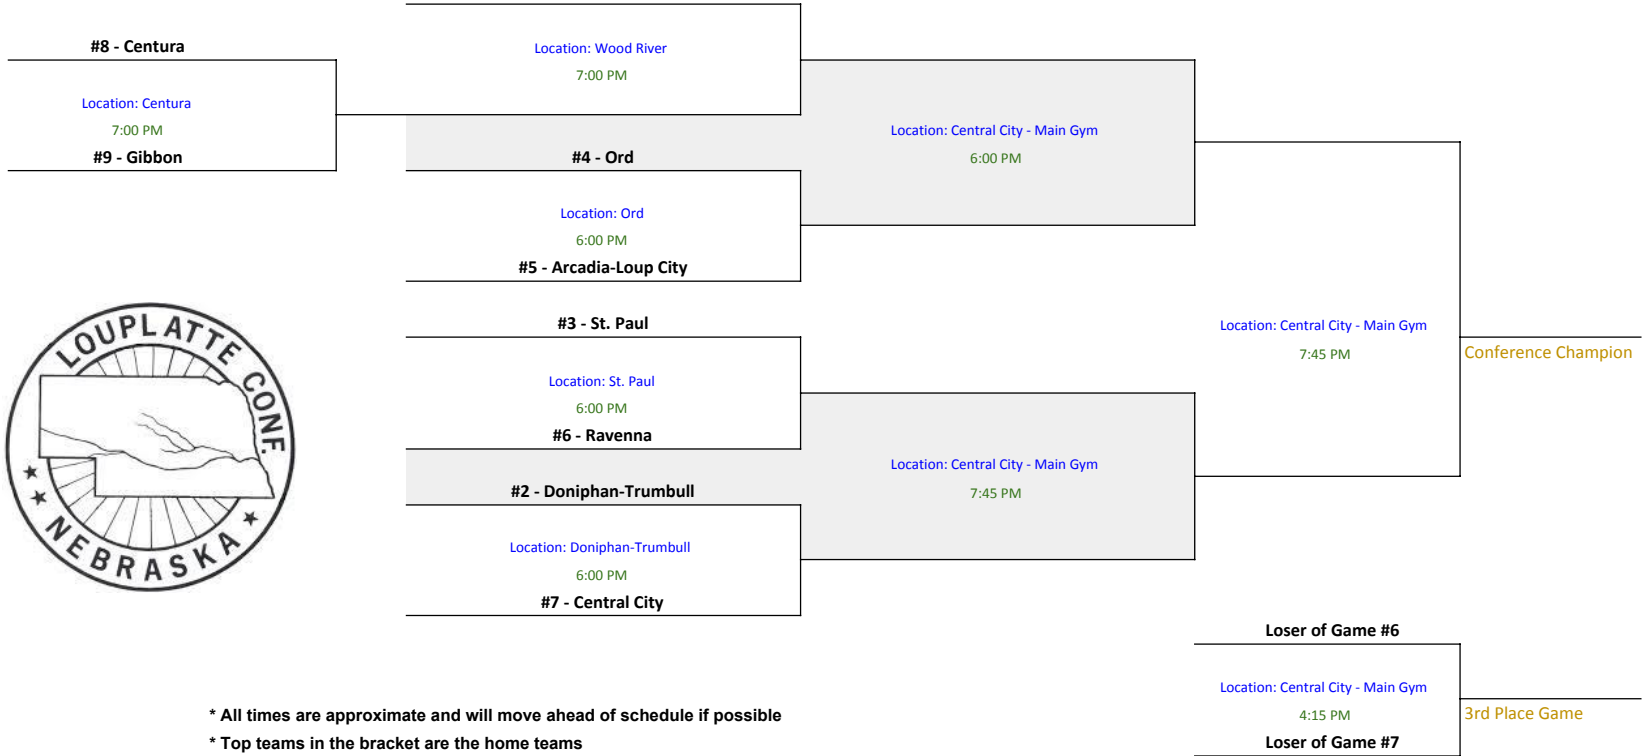 #8 - Centura
Location: Centura
7:00 PM
#9 - Gibbon
Location: Wood River
7:00 PM
#4 - Ord
Location: Ord
6:00 PM
#5 - Arcadia-Loup City
#3 - St. Paul
Location: St. Paul
6:00 PM
#6 - Ravenna
#2 - Doniphan-Trumbull
Location: Doniphan-Trumbull
6:00 PM
#7 - Central City
Location: Central City - Main Gym
6:00 PM
Location: Central City - Main Gym
7:45 PM
Location: Central City - Main Gym
7:45 PM
Conference Champion
Loser of Game #6
Location: Central City - Main Gym
4:15 PM
Loser of Game #7
3rd Place Game
LOUPLATTE CONF.
NEBRASKA
* All times are approximate and will move ahead of schedule if possible
* Top teams in the bracket are the home teams